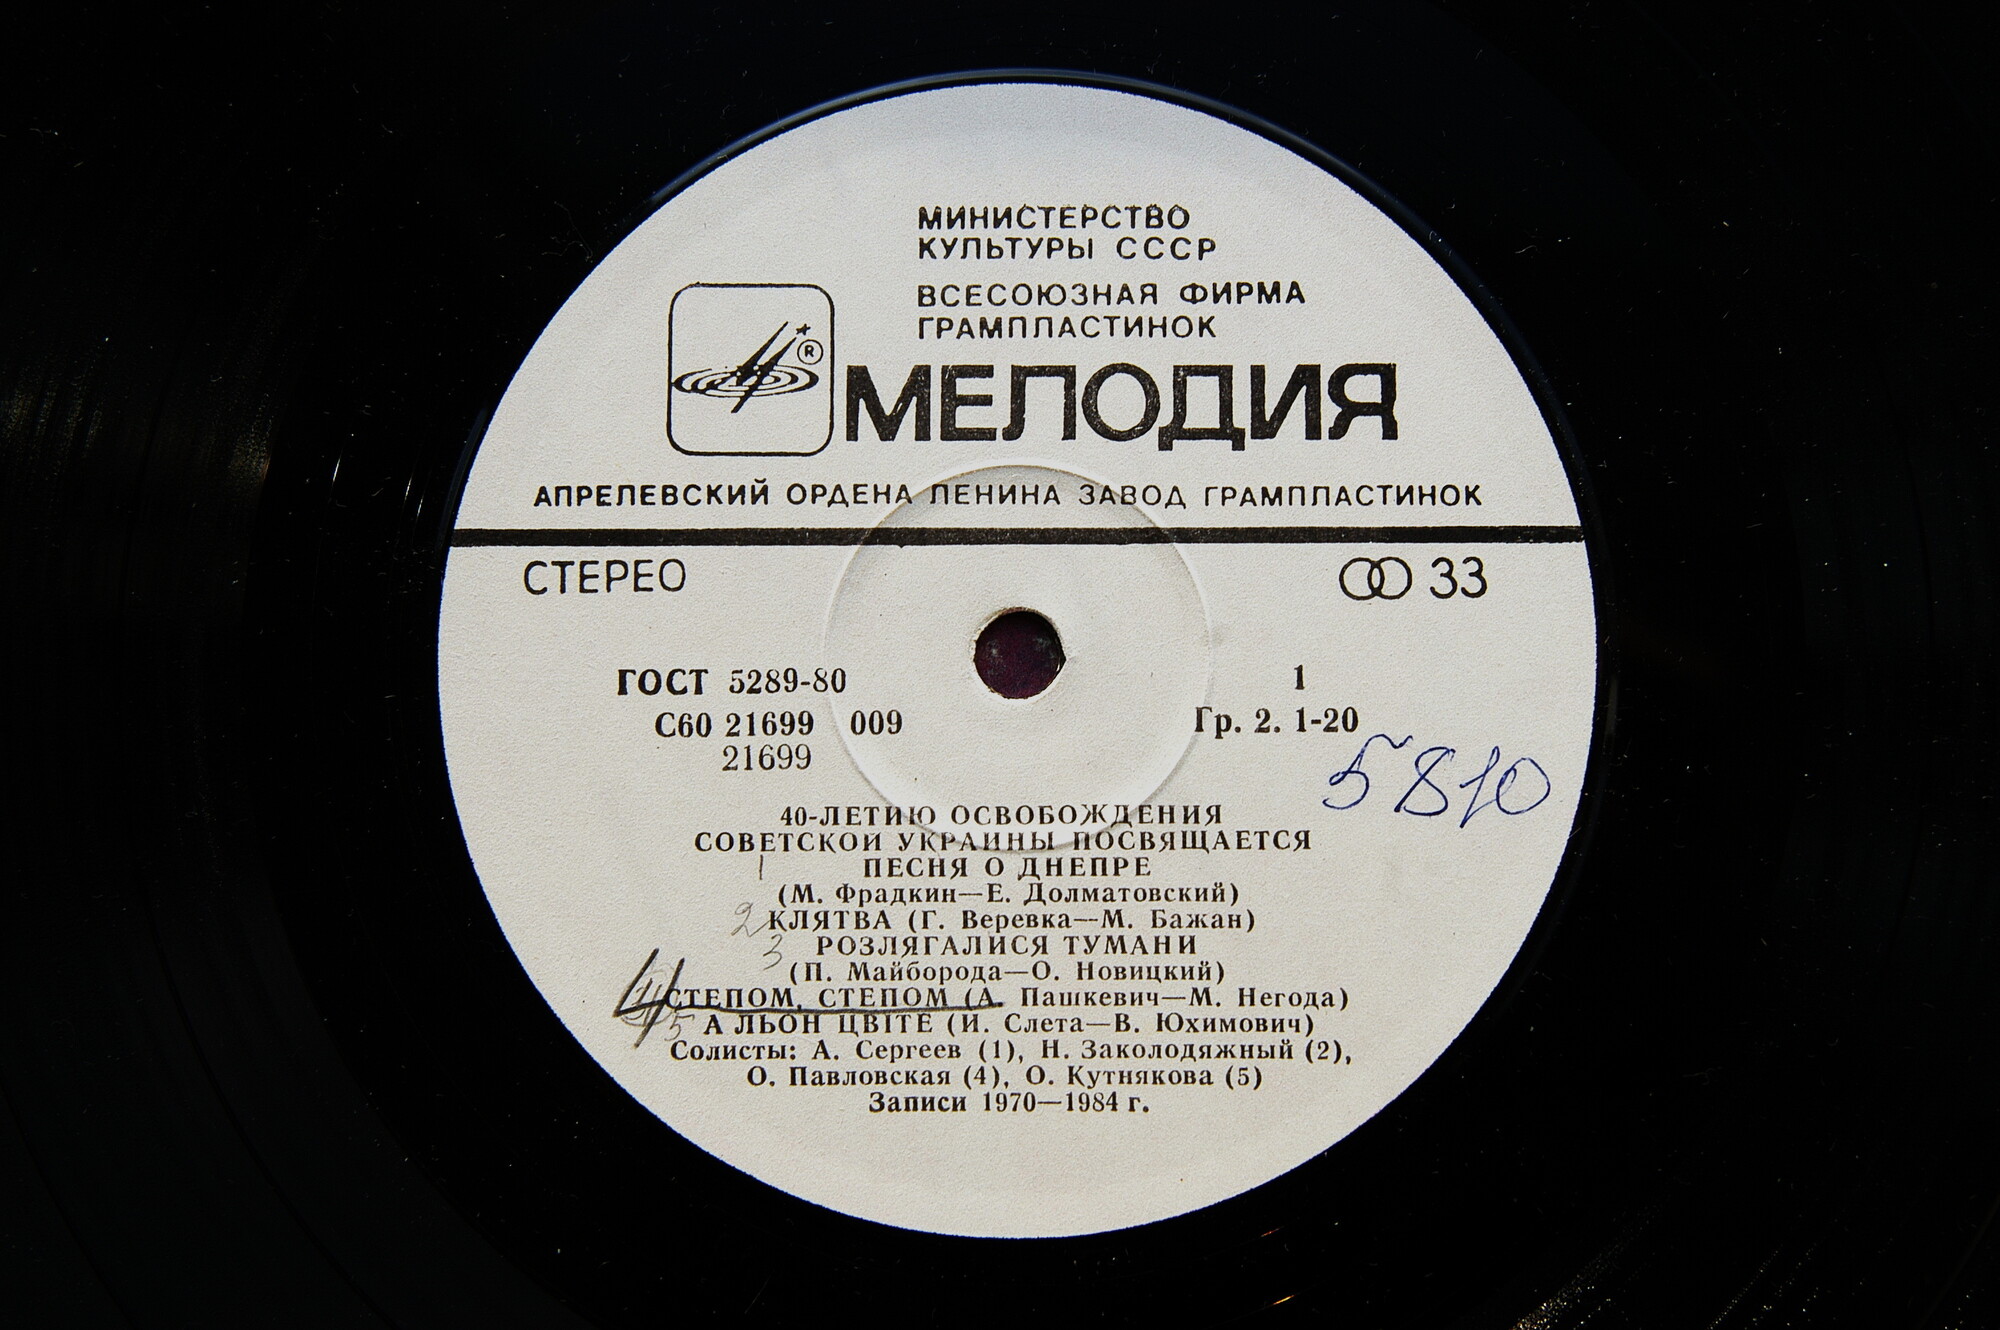 МИНИСТЕРСТВО
КУЛЬТУРЫ СССР
ВСЕСОЮЗНАЯ ФИРМА
ГРАМПЛАСТИНОК
®
МЕЛОДИЯ
АПРЕЛЕВСКИЙ ОРДЕНА ЛЕНИНА ЗАВОД ГРАМПЛАСТИНОК
СТЕРЕО 33
ГОСТ 5289-80 1
С60 21699 009 Гр. 2. 1-20
21699
5810
40-ЛЕТИЮ ОСВОБОЖДЕНИЯ
СОВЕТСКОЙ УКРАИНЫ ПОСВЯЩАЕТСЯ
1 ПЕСНЯ О ДНЕПРЕ
(М. Фрадкин—Е. Долматовский)
2 КЛЯТВА (Г. Веревка—М. Бажан)
3 РОЗЛЯГАЛИСЯ ТУМАНИ
(П. Майборода—О. Новицкий)
4 СТЕПОМ, СТЕПОМ (А. Пашкевич—М. Негода)
5 А ЛЬОН ЦВІТЕ (И. Слета—В. Юхимович)
Солисты: А. Сергеев (1), Н. Заколодяжный (2),
О. Павловская (4), О. Кутнякова (5)
Записи 1970—1984 г.